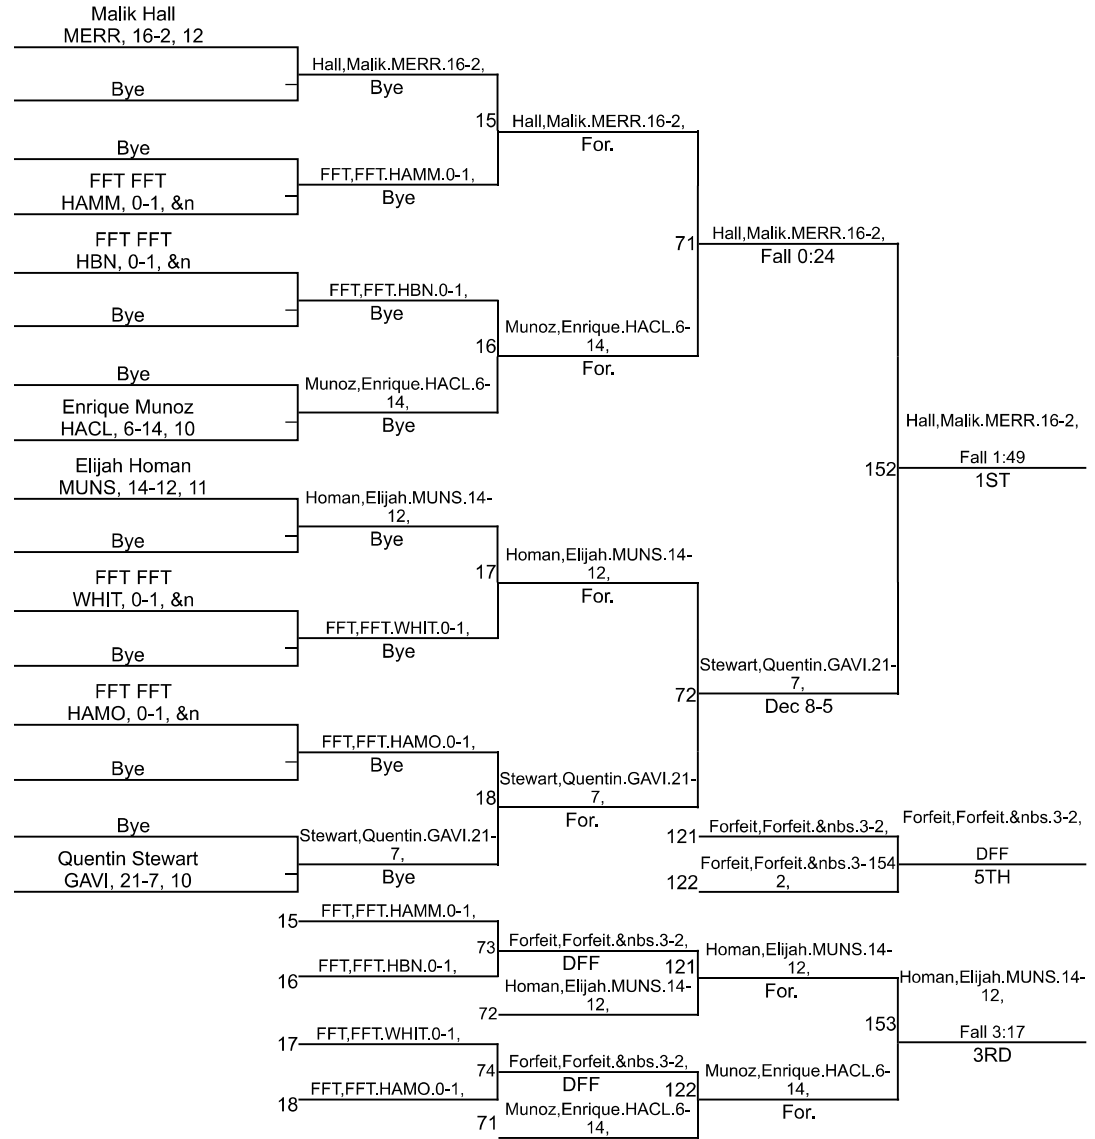 Malik Hall
MERR, 16-2, 12
Bye
Hall,Malik.MERR.16-2,
Bye
15
Hall,Malik.MERR.16-2,
For.
Bye
FFT FFT
HAMM, 0-1, &n
FFT,FFT.HAMM.0-1,
Bye
FFT FFT
HBN, 0-1, &n
71
Hall,Malik.MERR.16-2,
Fall 0:24
Bye
FFT,FFT.HBN.0-1,
Bye
16
Munoz,Enrique.HACL.6-
14,
For.
Bye
Enrique Munoz
HACL, 6-14, 10
Munoz,Enrique.HACL.6-
14,
Bye
152
Hall,Malik.MERR.16-2,
Fall 1:49
1ST
Elijah Homan
MUNS, 14-12, 11
Bye
Homan,Elijah.MUNS.14-
12,
Bye
17
Homan,Elijah.MUNS.14-
12,
For.
FFT FFT
WHIT, 0-1, &n
Bye
FFT,FFT.WHIT.0-1,
Bye
72
Stewart,Quentin.GAVI.21-
7,
Dec 8-5
FFT FFT
HAMO, 0-1, &n
Bye
FFT,FFT.HAMO.0-1,
Bye
18
Stewart,Quentin.GAVI.21-
7,
For.
Bye
Quentin Stewart
GAVI, 21-7, 10
Stewart,Quentin.GAVI.21-
7,
Bye
121
Forfeit,Forfeit.&nbs.3-2,
122
Forfeit,Forfeit.&nbs.3-
2,
154
Forfeit,Forfeit.&nbs.3-2,
DFF
5TH
15
FFT,FFT.HAMM.0-1,
16
FFT,FFT.HBN.0-1,
73
Forfeit,Forfeit.&nbs.3-2,
DFF
72
Homan,Elijah.MUNS.14-
12,
121
Homan,Elijah.MUNS.14-
12,
For.
17
FFT,FFT.WHIT.0-1,
18
FFT,FFT.HAMO.0-1,
74
Forfeit,Forfeit.&nbs.3-2,
DFF
71
Munoz,Enrique.HACL.6-
14,
122
Munoz,Enrique.HACL.6-
14,
For.
153
Homan,Elijah.MUNS.14-
12,
Fall 3:17
3RD